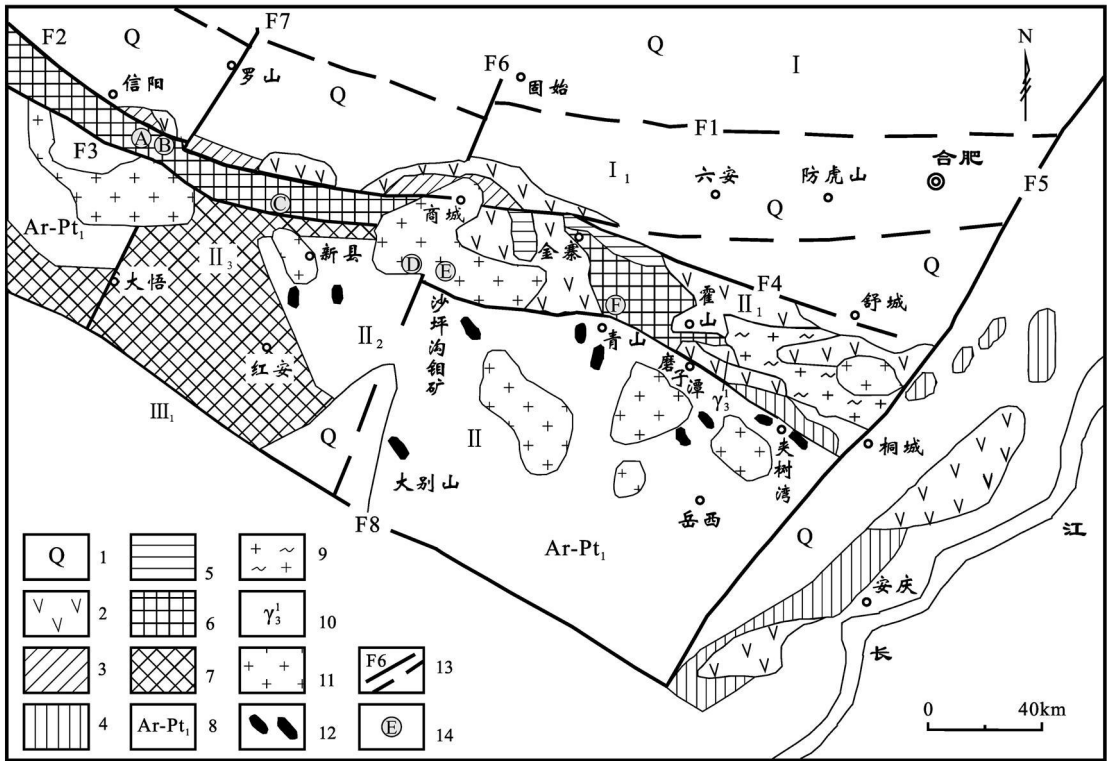 F2
Q
F7
Q
I
N
信阳
罗山
F6
固始
Q
F1
A
B
F3
I₁
六安
防虎山
合肥
F5
C
商城
Q
Ar-Pt₁
Ⅱ₃
新县
金寨
D
E
Q
大悟
沙坪沟钼矿
F
霍山
Ⅱ₁
F4
舒城
Ⅱ₂
青山
红安
磨子潭
γ₃¹
Ⅲ₁
Q
Ⅱ
夹树湾
桐城
大别山
岳西
F8
Ar-Pt₁
Q
江
安庆
长
Q 1
5
9
2
6
γ₃¹ 10
3
7
11
F6 13
4
Ar-Pt₁ 8
12
E 14
0 40km